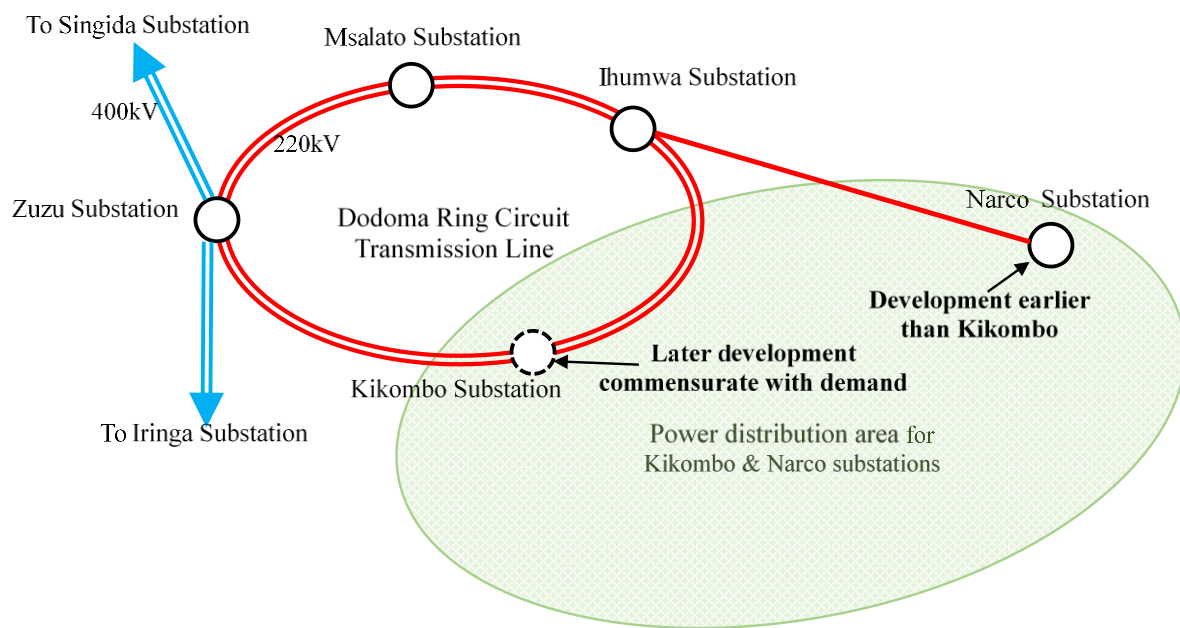 To Singida Substation
Msalato Substation
Ihumwa Substation
400kV
220kV
Zuzu Substation
Narco Substation
Dodoma Ring Circuit
Transmission Line
Development earlier
than Kikombo
Later development
commensurate with demand
Kikombo Substation
To Iringa Substation
Power distribution area for
Kikombo & Narco substations